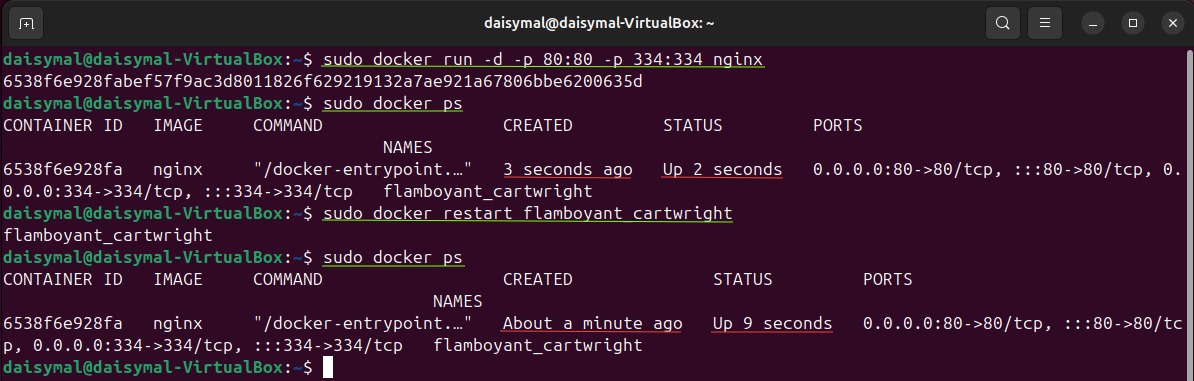 daisymal@daisymal-VirtualBox: ~
daisymal@daisymal-VirtualBox:~$ sudo docker run -d -p 80:80 -p 334:334 nginx
6538f6e928fabef57f9ac3d8011826f629219132a7ae921a67806bbe6200635d
daisymal@daisymal-VirtualBox:~$ sudo docker ps
CONTAINER ID   IMAGE     COMMAND                  CREATED         STATUS         PORTS
                                      NAMES
6538f6e928fa   nginx     "/docker-entrypoint.…"   3 seconds ago   Up 2 seconds   0.0.0.0:80->80/tcp, :::80->80/tcp, 0.
0.0.0:334->334/tcp, :::334->334/tcp   flamboyant_cartwright
daisymal@daisymal-VirtualBox:~$ sudo docker restart flamboyant_cartwright
flamboyant_cartwright
daisymal@daisymal-VirtualBox:~$ sudo docker ps
CONTAINER ID   IMAGE     COMMAND                  CREATED              STATUS         PORTS
                                           NAMES
6538f6e928fa   nginx     "/docker-entrypoint.…"   About a minute ago   Up 9 seconds   0.0.0.0:80->80/tcp, :::80->80/tc
p, 0.0.0.0:334->334/tcp, :::334->334/tcp   flamboyant_cartwright
daisymal@daisymal-VirtualBox:~$